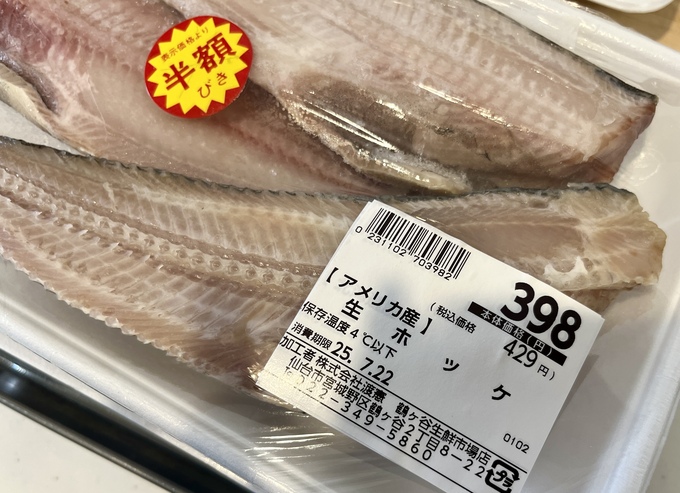 表示価格より
半額
びき
0 231102 703982
【アメリカ産】
生ホッケ
保存温度4℃以下
消費期限 25.7.22
(税込価格 429円)
本体価格(円)
398
加工者株式会社渡憲 鶴ケ谷生鮮市場店
仙台市宮城野区鶴ケ谷2丁目8-22
022-349-5860
0102
プラ